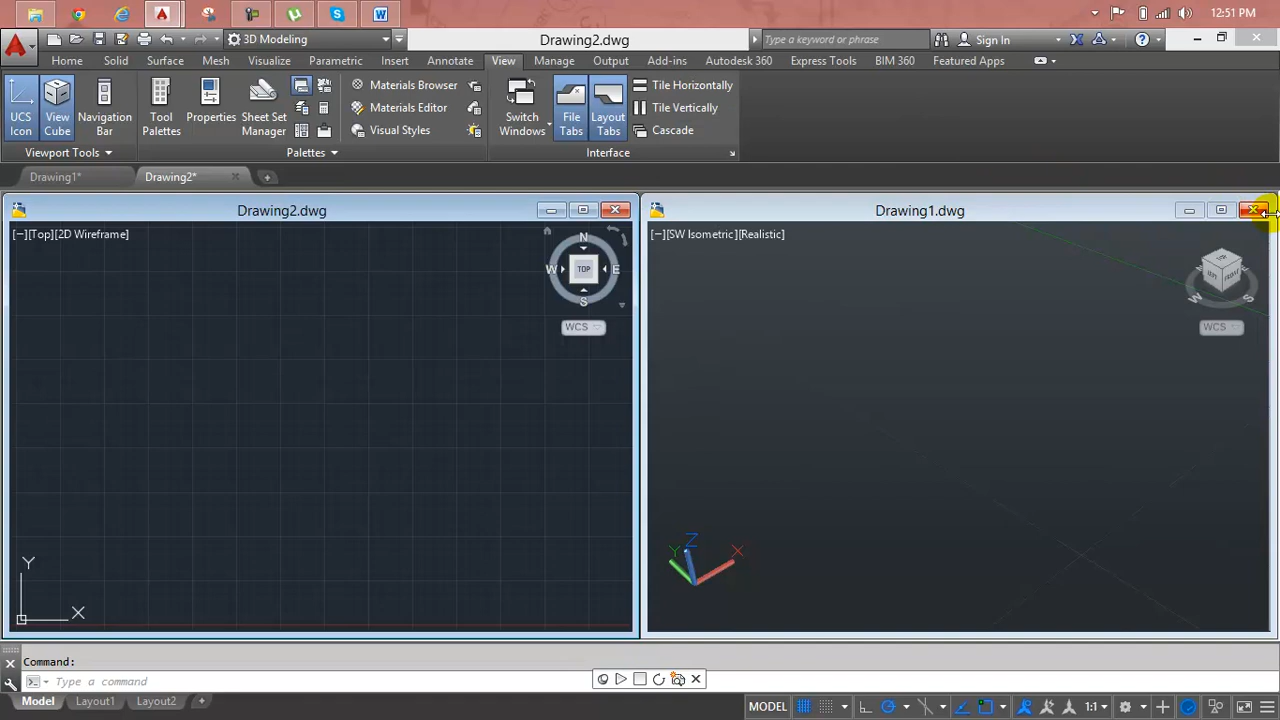 12:51 PM
3D Modeling
Drawing2.dwg
Type a keyword or phrase
Sign In
Home Solid Surface Mesh Visualize Parametric Insert Annotate View Manage Output Add-ins Autodesk 360 Express Tools BIM 360 Featured Apps
UCS Icon
View Cube
Navigation Bar
Tool Palettes
Properties
Sheet Set Manager
Materials Browser
Materials Editor
Visual Styles
Switch Windows
File Tabs
Layout Tabs
Tile Horizontally
Tile Vertically
Cascade
Viewport Tools
Palettes
Interface
Drawing1*
Drawing2*
Drawing2.dwg
Drawing1.dwg
[−][Top][2D Wireframe]
N
W TOP E
S
WCS
Y
X
[−][SW Isometric][Realistic]
W S
WCS
Z
Y X
Command:
Type a command
Model Layout1 Layout2
MODEL
1:1